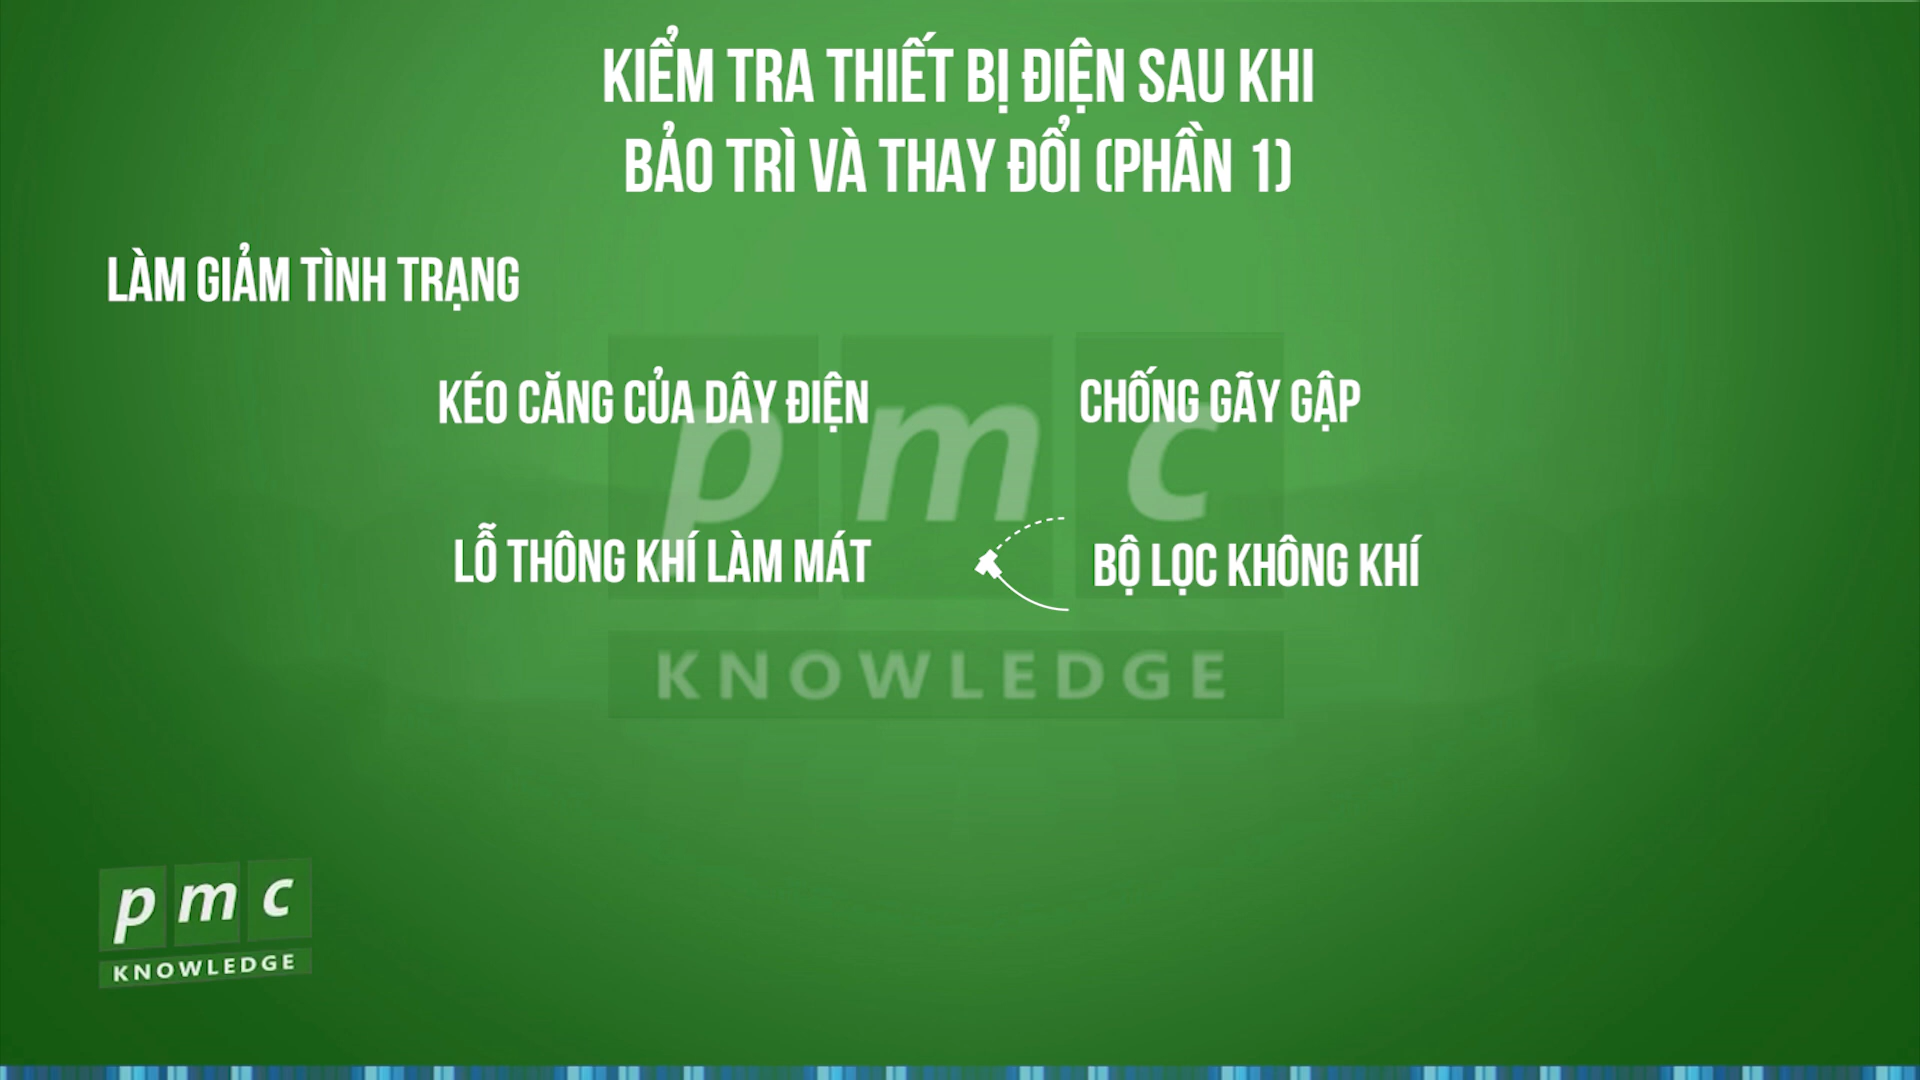 KIỂM TRA THIẾT BỊ ĐIỆN SAU KHI
BẢO TRÌ VÀ THAY ĐỔI (PHẦN 1)
LÀM GIẢM TÌNH TRẠNG
KÉO CĂNG CỦA DÂY ĐIỆN
CHỐNG GÃY GẬP
LỖ THÔNG KHÍ LÀM MÁT
BỘ LỌC KHÔNG KHÍ
pmc
KNOWLEDGE
pmc
KNOWLEDGE